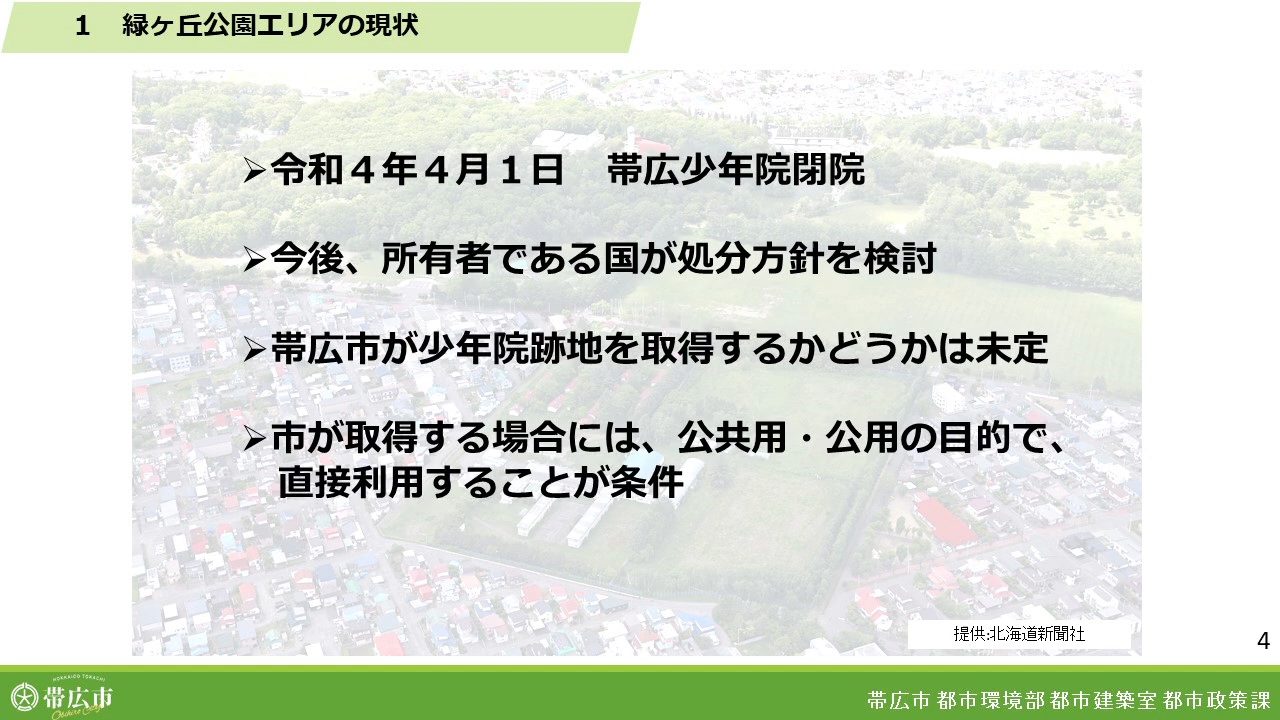 1 緑ヶ丘公園エリアの現状
➢令和４年４月１日　帯広少年院閉院
➢今後、所有者である国が処分方針を検討
➢帯広市が少年院跡地を取得するかどうかは未定
➢市が取得する場合には、公共用・公用の目的で、
直接利用することが条件
提供:北海道新聞社
4
HOKKAIDO TOKACHI
帯広市
Obihiro City
帯広市 都市環境部 都市建築室 都市政策課